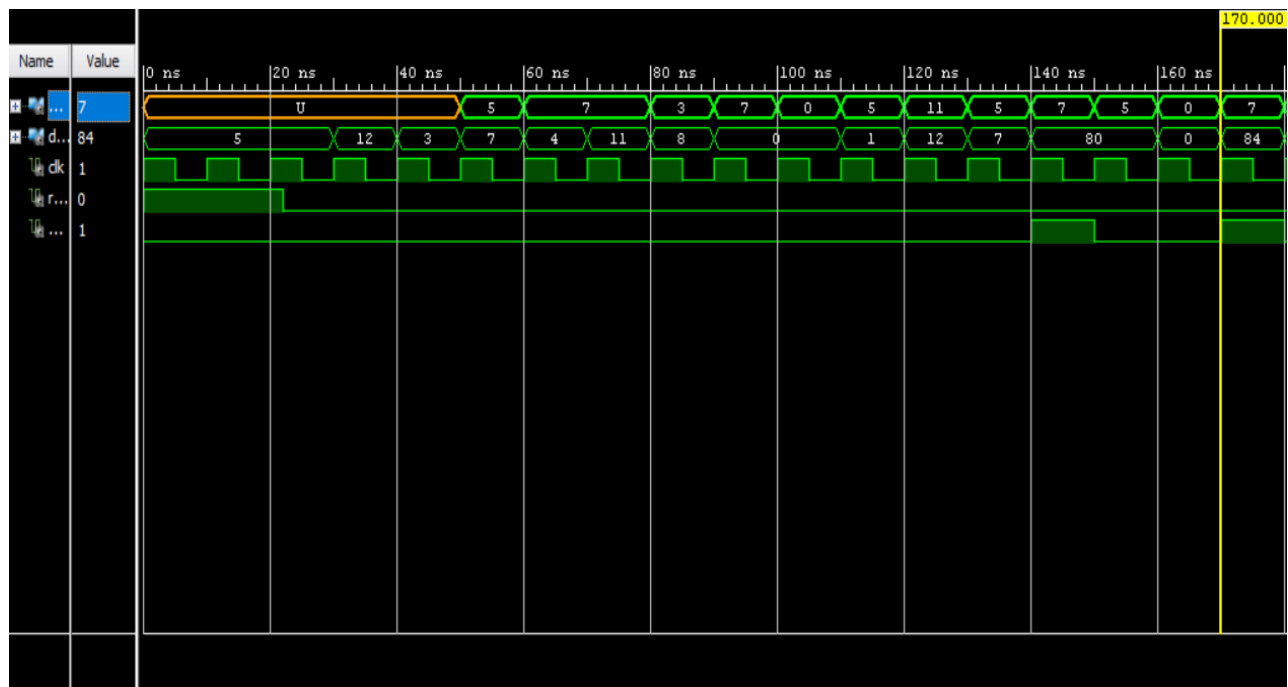 170.000
Name Value
0 ns 20 ns 40 ns 60 ns 80 ns 100 ns 120 ns 140 ns 160 ns
... 7 U 5 7 3 7 0 5 11 5 7 5 0 7
d... 84 5 12 3 7 4 11 8 0 1 12 7 80 0 84
clk 1
r... 0
... 1